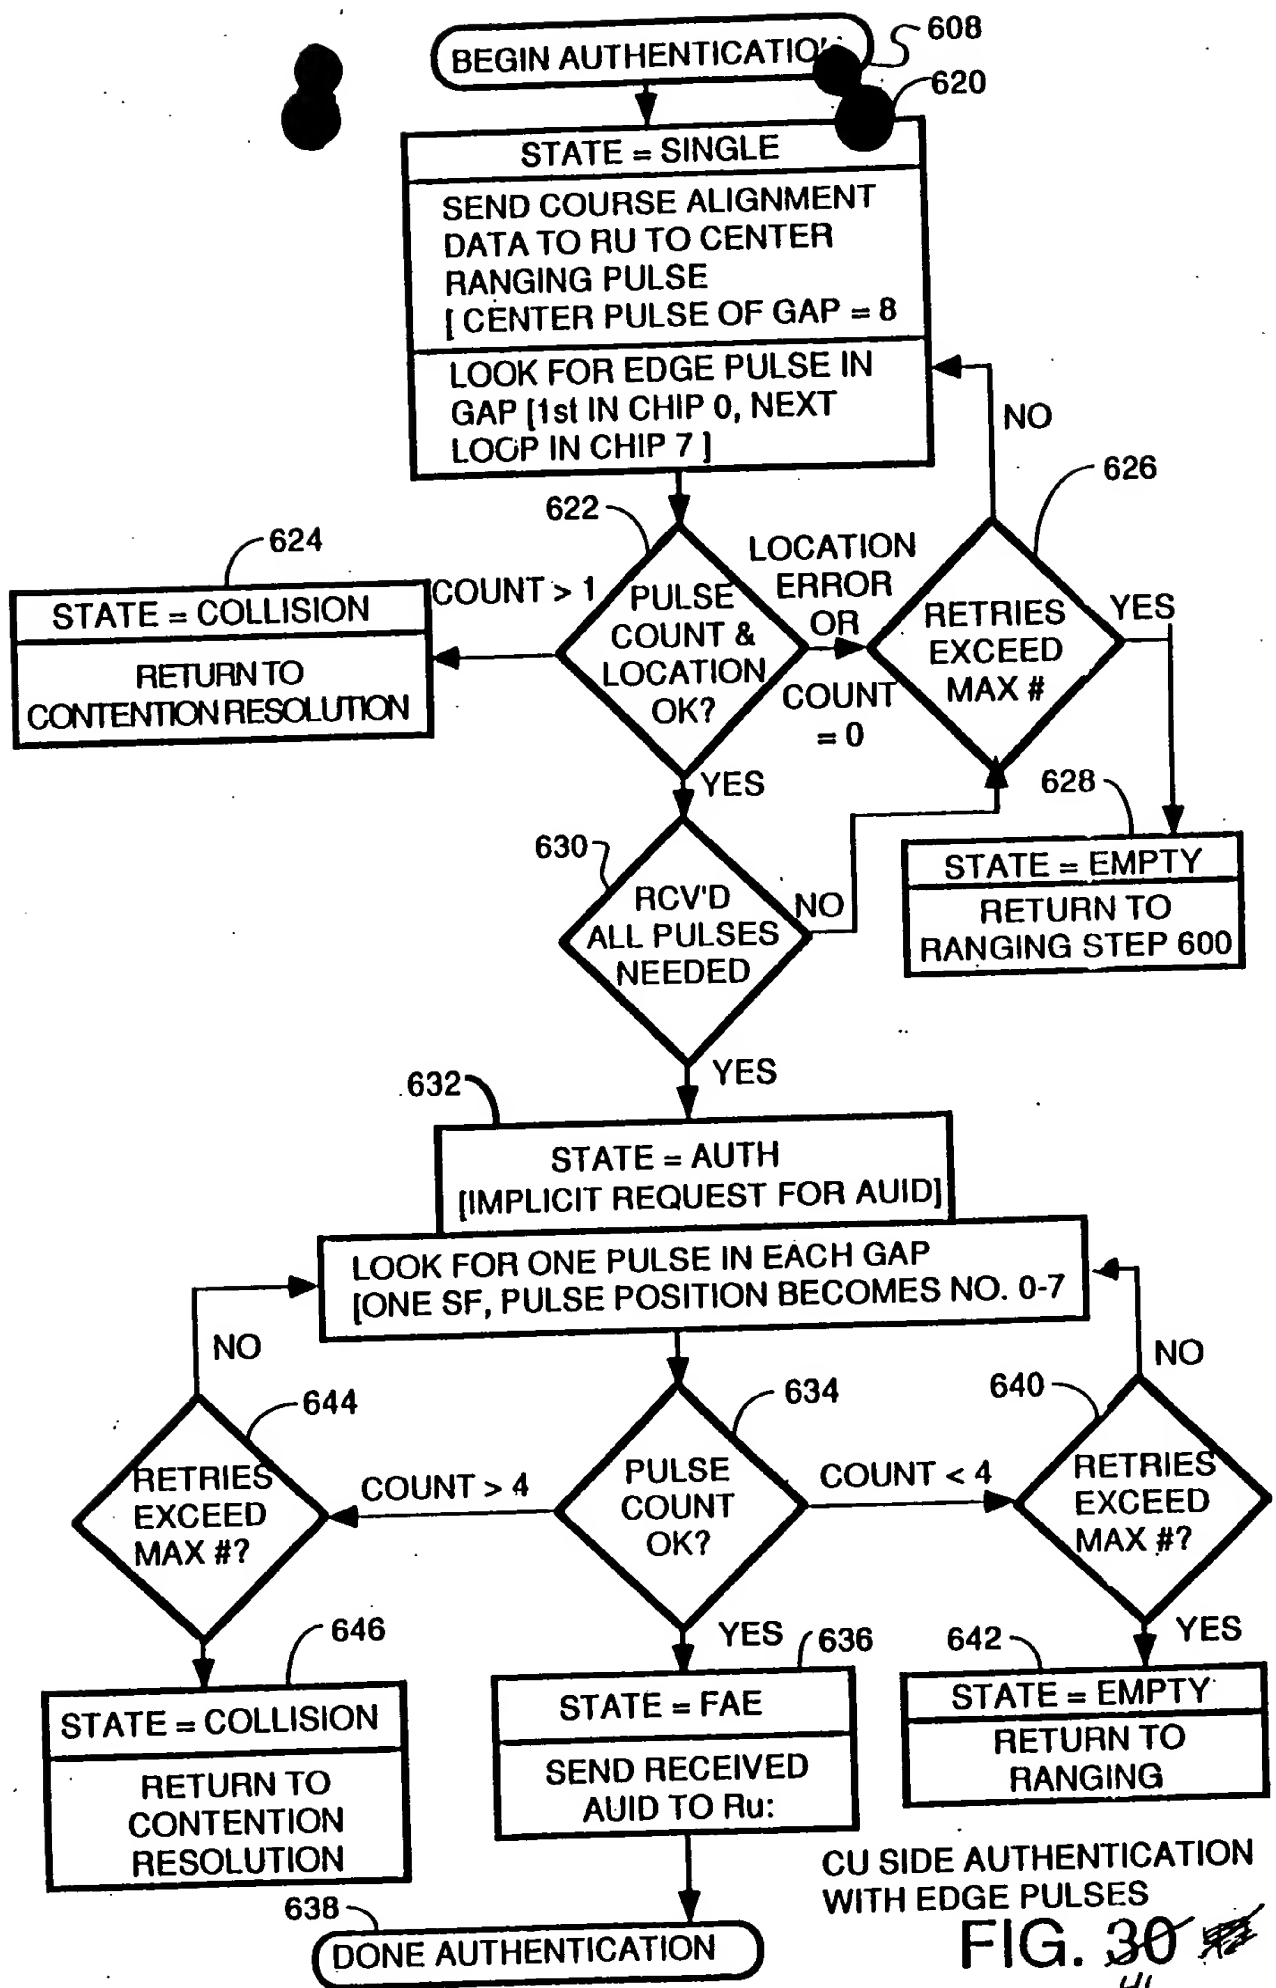 BEGIN AUTHENTICATIO
608
620
STATE = SINGLE
SEND COURSE ALIGNMENT
DATA TO RU TO CENTER
RANGING PULSE
[ CENTER PULSE OF GAP = 8
LOOK FOR EDGE PULSE IN
GAP [1st IN CHIP 0, NEXT
LOOP IN CHIP 7 ]
NO
626
622
624
COUNT > 1
STATE = COLLISION
RETURN TO
CONTENTION RESOLUTION
PULSE
COUNT &
LOCATION
OK?
LOCATION
ERROR
OR
COUNT
= 0
RETRIES
EXCEED
MAX #
YES
YES
628
STATE = EMPTY
RETURN TO
RANGING STEP 600
630
RCV'D
ALL PULSES
NEEDED
NO
YES
632
STATE = AUTH
[IMPLICIT REQUEST FOR AUID]
LOOK FOR ONE PULSE IN EACH GAP
[ONE SF, PULSE POSITION BECOMES NO. 0-7
NO
NO
644
634
640
RETRIES
EXCEED
MAX #?
COUNT > 4
PULSE
COUNT
OK?
COUNT < 4
RETRIES
EXCEED
MAX #?
646
YES
636
642
YES
STATE = COLLISION
RETURN TO
CONTENTION
RESOLUTION
STATE = FAE
SEND RECEIVED
AUID TO Ru:
STATE = EMPTY
RETURN TO
RANGING
638
DONE AUTHENTICATION
CU SIDE AUTHENTICATION
WITH EDGE PULSES
FIG. 30
41